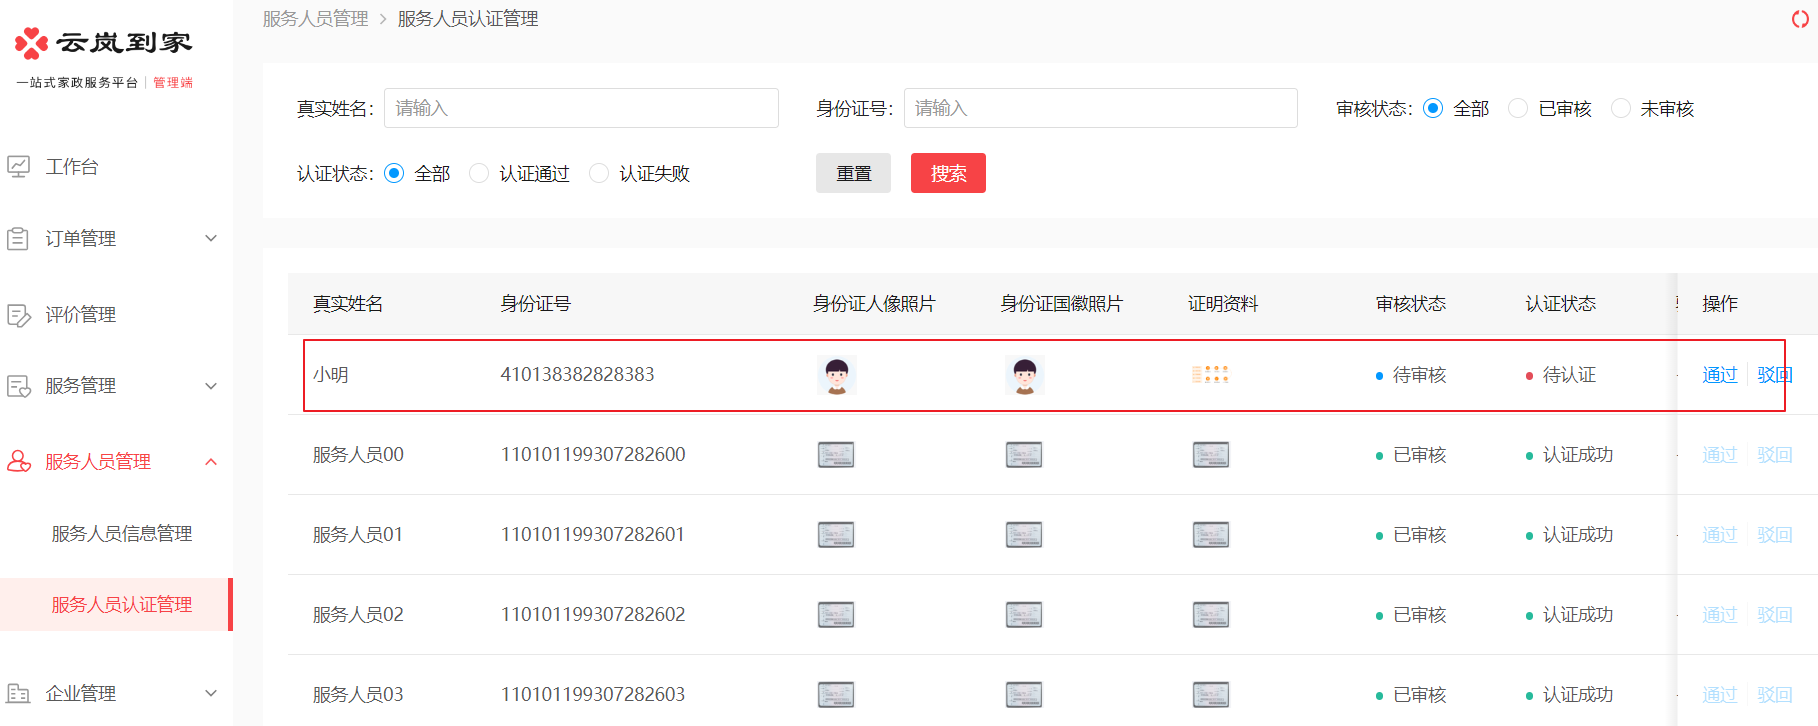 云岚到家
一站式家政服务平台 | 管理端
工作台
订单管理
评价管理
服务管理
服务人员管理
服务人员信息管理
服务人员认证管理
企业管理
服务人员管理 > 服务人员认证管理
真实姓名： 请输入 身份证号： 请输入 审核状态： 全部 已审核 未审核
认证状态： 全部 认证通过 认证失败 重置 搜索
真实姓名 身份证号 身份证人像照片 身份证国徽照片 证明资料 审核状态 认证状态 操作
小明 410138382828383 待审核 待认证 通过 驳回
服务人员00 110101199307282600 已审核 认证成功 通过 驳回
服务人员01 110101199307282601 已审核 认证成功 通过 驳回
服务人员02 110101199307282602 已审核 认证成功 通过 驳回
服务人员03 110101199307282603 已审核 认证成功 通过 驳回